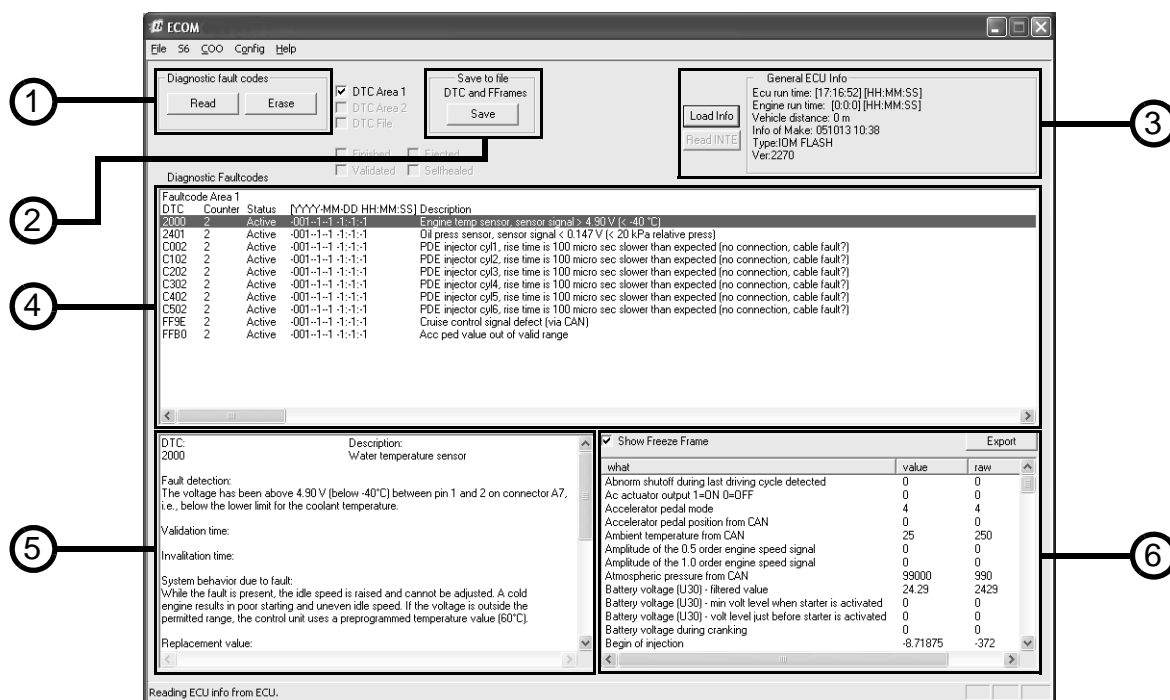 ECOM
File S6 COO Config Help
Diagnostic fault codes
Read Erase
DTC Area 1
DTC Area 2
DTC File
Save to file
DTC and FFrames
Save
Finished Ejected
Validated Selfhealed
General ECU Info
Load Info
Read INTE
Ecu run time: [17:16:52] [HH:MM:SS]
Engine run time: [0:0:0] [HH:MM:SS]
Vehicle distance: 0 m
Info of Make: 051013 10:38
Type:IOM FLASH
Ver:2270
1
2
3
4
5
6
Diagnostic Faultcodes
Faultcode Area 1
DTC Counter Status [YYYY-MM-DD HH:MM:SS] Description
2000 2 Active -001--1--1 -1:-1:-1 Engine temp sensor, sensor signal > 4.90 V (< -40 °C)
2401 2 Active -001--1--1 -1:-1:-1 Oil press sensor, sensor signal < 0.147 V (< 20 kPa relative press)
C002 2 Active -001--1--1 -1:-1:-1 PDE injector cyl1, rise time is 100 micro sec slower than expected (no connection, cable fault?)
C102 2 Active -001--1--1 -1:-1:-1 PDE injector cyl2, rise time is 100 micro sec slower than expected (no connection, cable fault?)
C202 2 Active -001--1--1 -1:-1:-1 PDE injector cyl3, rise time is 100 micro sec slower than expected (no connection, cable fault?)
C302 2 Active -001--1--1 -1:-1:-1 PDE injector cyl4, rise time is 100 micro sec slower than expected (no connection, cable fault?)
C402 2 Active -001--1--1 -1:-1:-1 PDE injector cyl5, rise time is 100 micro sec slower than expected (no connection, cable fault?)
C502 2 Active -001--1--1 -1:-1:-1 PDE injector cyl6, rise time is 100 micro sec slower than expected (no connection, cable fault?)
FF9E 2 Active -001--1--1 -1:-1:-1 Cruise control signal defect (via CAN)
FFB0 2 Active -001--1--1 -1:-1:-1 Acc ped value out of valid range
DTC: Description:
2000 Water temperature sensor
Fault detection:
The voltage has been above 4.90 V (below -40°C) between pin 1 and 2 on connector A7,
i.e., below the lower limit for the coolant temperature.
Validation time:
Invalitation time:
System behavior due to fault:
While the fault is present, the idle speed is raised and cannot be adjusted. A cold
engine results in poor starting and uneven idle speed. If the voltage is outside the
permitted range, the control unit uses a preprogrammed temperature value (60°C).
Replacement value:
Show Freeze Frame Export
what value raw
Abnorm shutoff during last driving cycle detected 0 0
Ac actuator output 1=ON 0=OFF 0 0
Accelerator pedal mode 4 4
Accelerator pedal position from CAN 0 0
Ambient temperature from CAN 25 250
Amplitude of the 0.5 order engine speed signal 0 0
Amplitude of the 1.0 order engine speed signal 0 0
Atmospheric pressure from CAN 99000 990
Battery voltage (U30) - filtered value 24.29 2429
Battery voltage (U30) - min volt level when starter is activated 0 0
Battery voltage (U30) - volt level just before starter is activated 0 0
Battery voltage during cranking 0 0
Begin of injection -8.71875 -372
Reading ECU info from ECU.